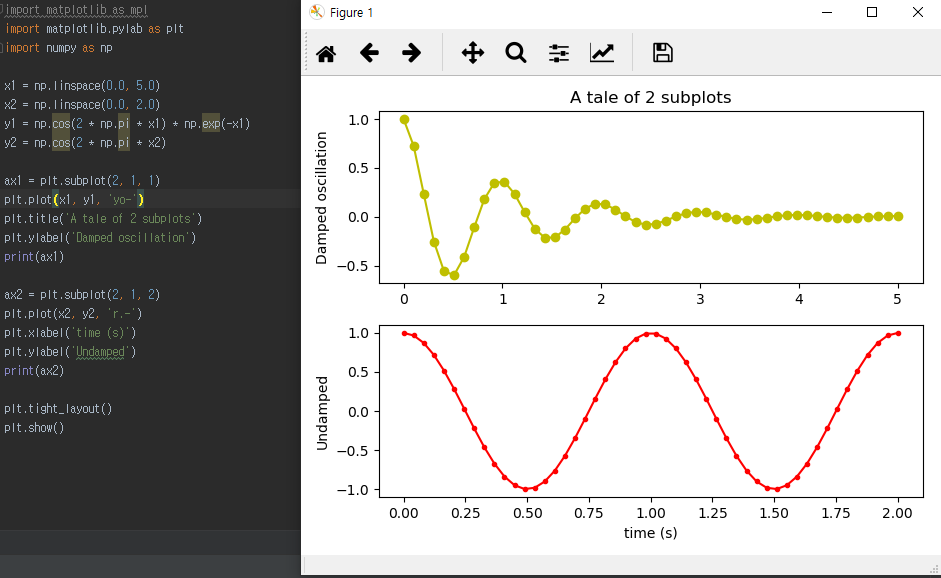 import matplotlib as mpl
import matplotlib.pylab as plt
import numpy as np
x1 = np.linspace(0.0, 5.0)
x2 = np.linspace(0.0, 2.0)
y1 = np.cos(2 * np.pi * x1) * np.exp(-x1)
y2 = np.cos(2 * np.pi * x2)
ax1 = plt.subplot(2, 1, 1)
plt.plot(x1, y1, 'yo-')
plt.title('A tale of 2 subplots')
plt.ylabel('Damped oscillation')
print(ax1)
ax2 = plt.subplot(2, 1, 2)
plt.plot(x2, y2, 'r.-')
plt.xlabel('time (s)')
plt.ylabel('Undamped')
print(ax2)
plt.tight_layout()
plt.show()
Figure 1
A tale of 2 subplots
Damped oscillation
1.0
0.5
0.0
−0.5
0 1 2 3 4 5
Undamped
1.0
0.5
0.0
−0.5
−1.0
0.00 0.25 0.50 0.75 1.00 1.25 1.50 1.75 2.00
time (s)